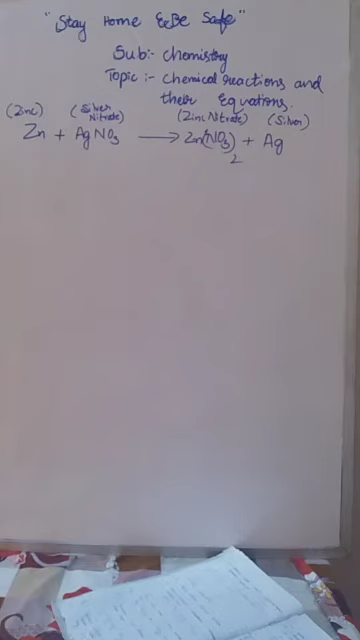 "Stay Home & Be Safe"
Sub:- Chemistry
Topic :- Chemical reactions and
their Equations.
(Zinc) (Silver Nitrate) (Zinc Nitrate) (Silver)
Zn + AgNO₃ ⟶ Zn(NO₃)₂ + Ag